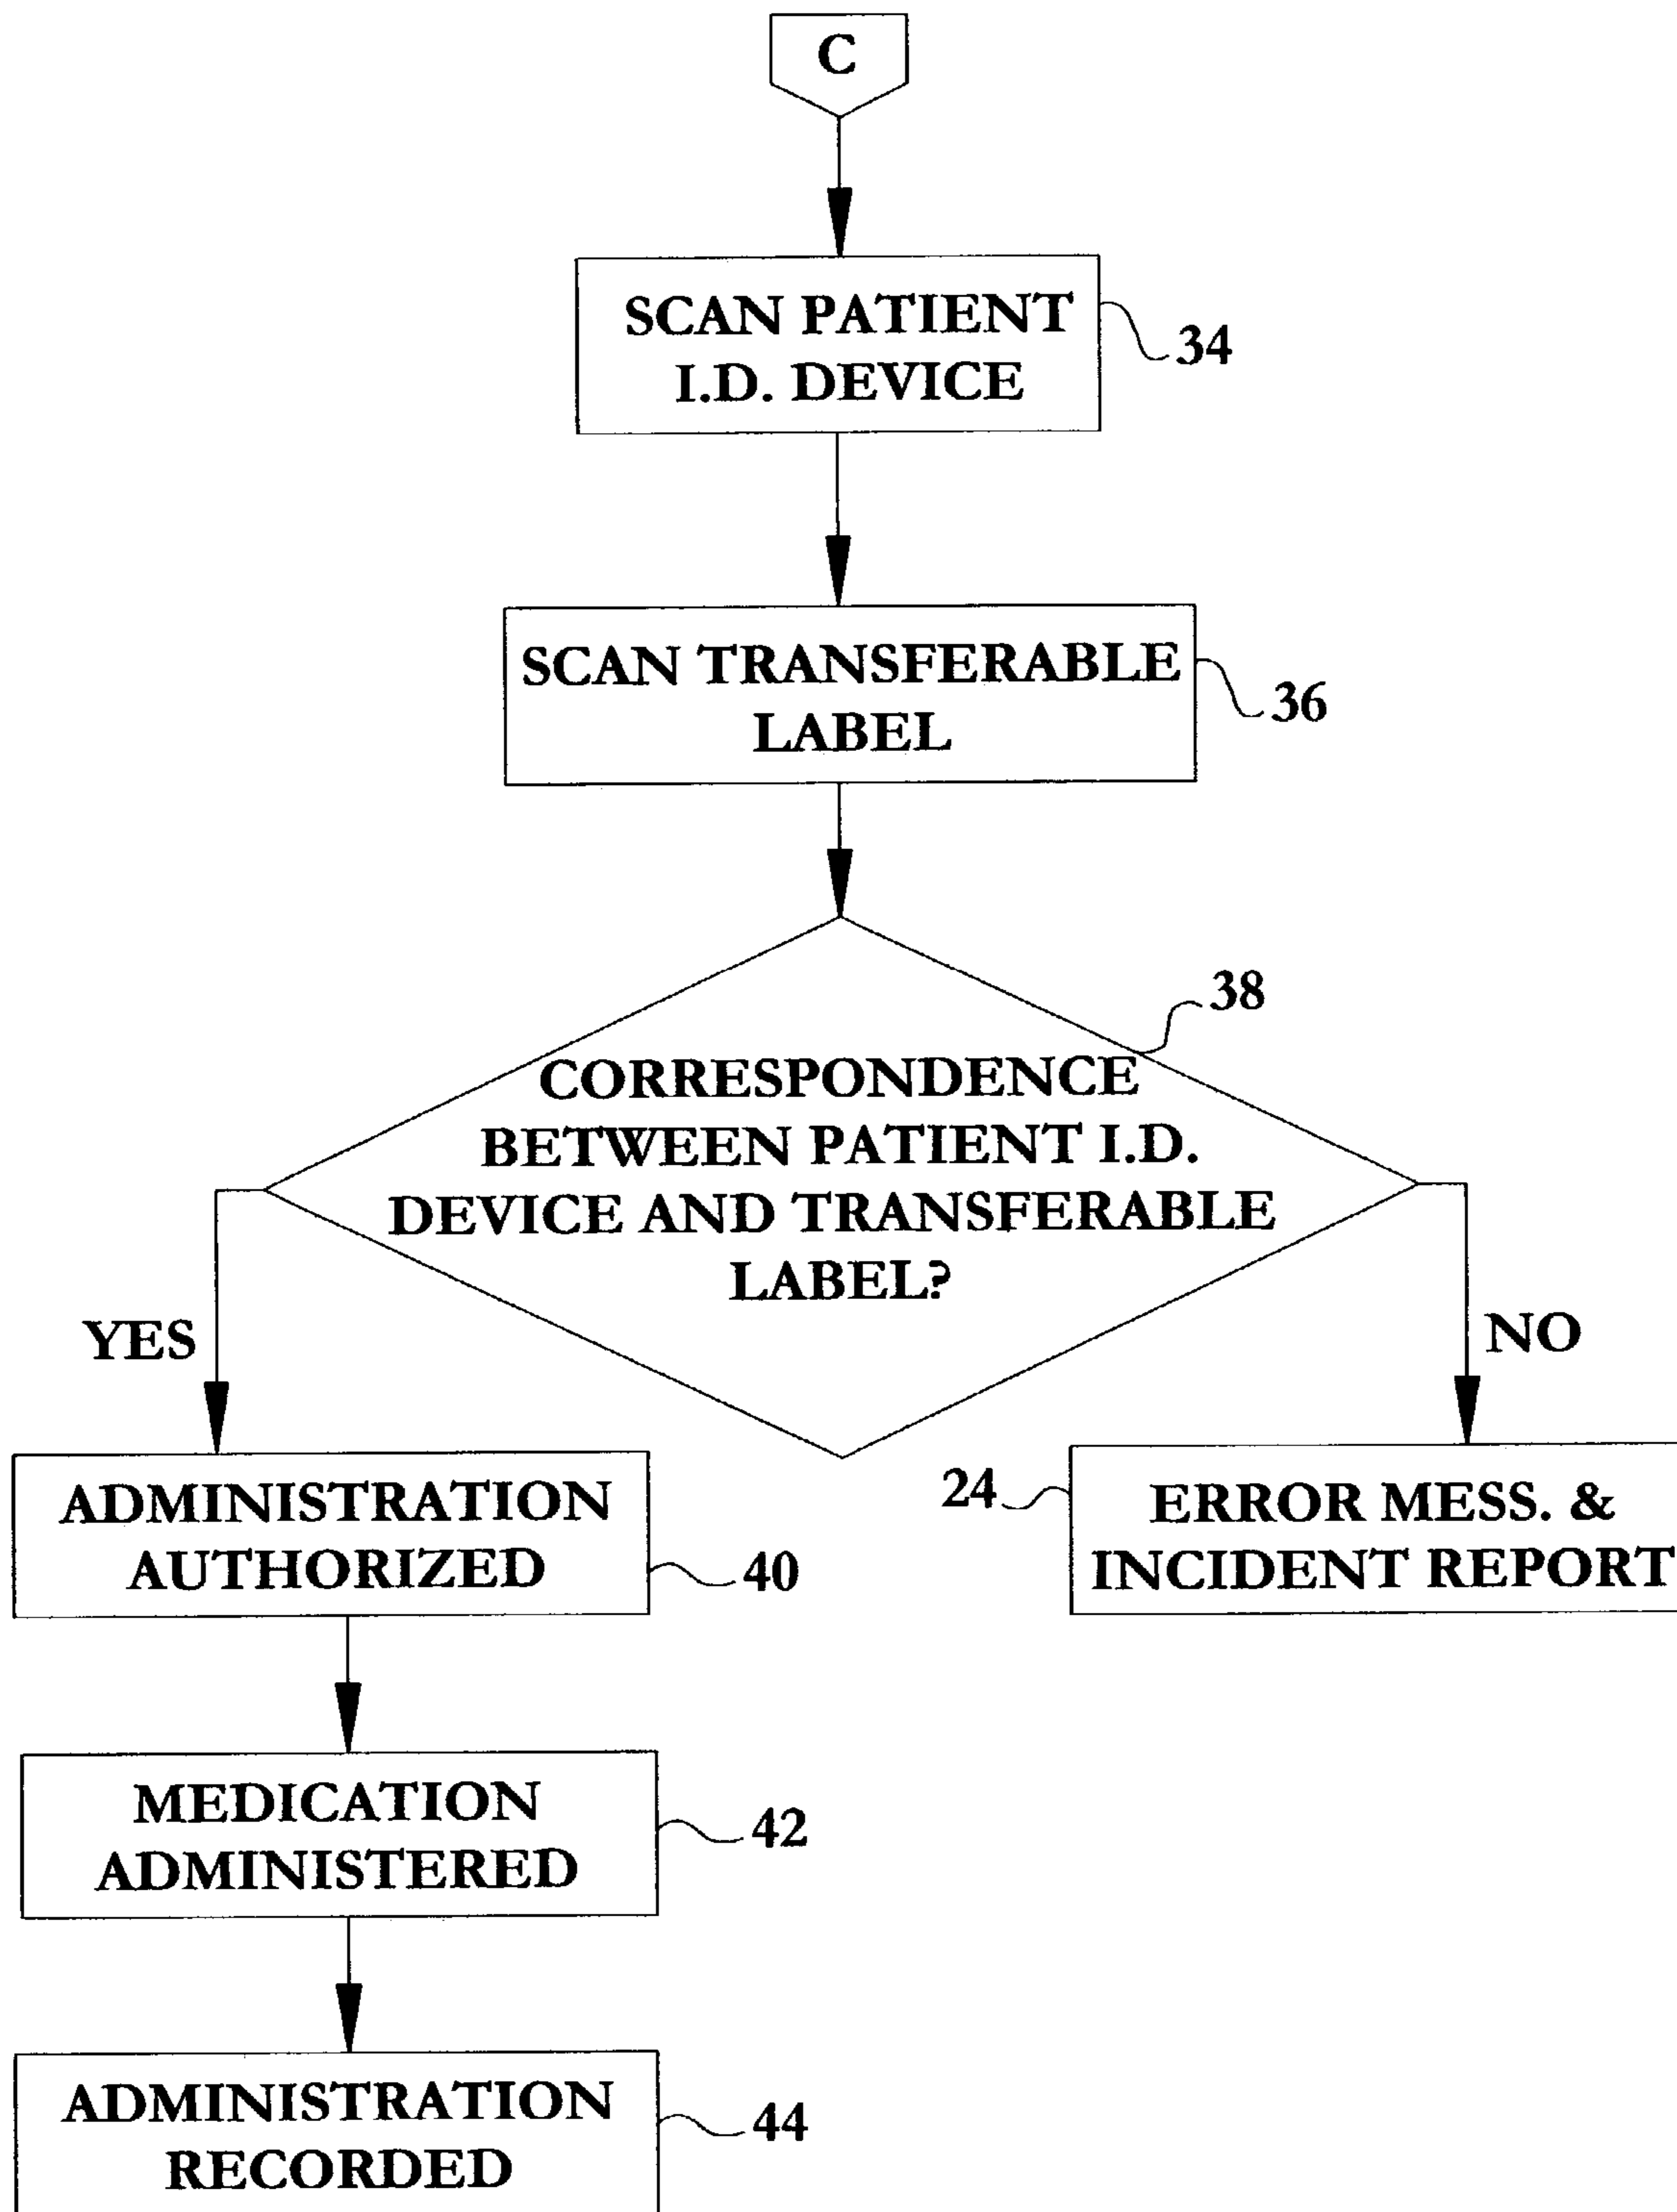 C
SCAN PATIENT
I.D. DEVICE
34
SCAN TRANSFERABLE
LABEL
36
38
CORRESPONDENCE
BETWEEN PATIENT I.D.
DEVICE AND TRANSFERABLE
LABEL?
YES
NO
ADMINISTRATION
AUTHORIZED
40
24
ERROR MESS. &
INCIDENT REPORT
MEDICATION
ADMINISTERED
42
ADMINISTRATION
RECORDED
44